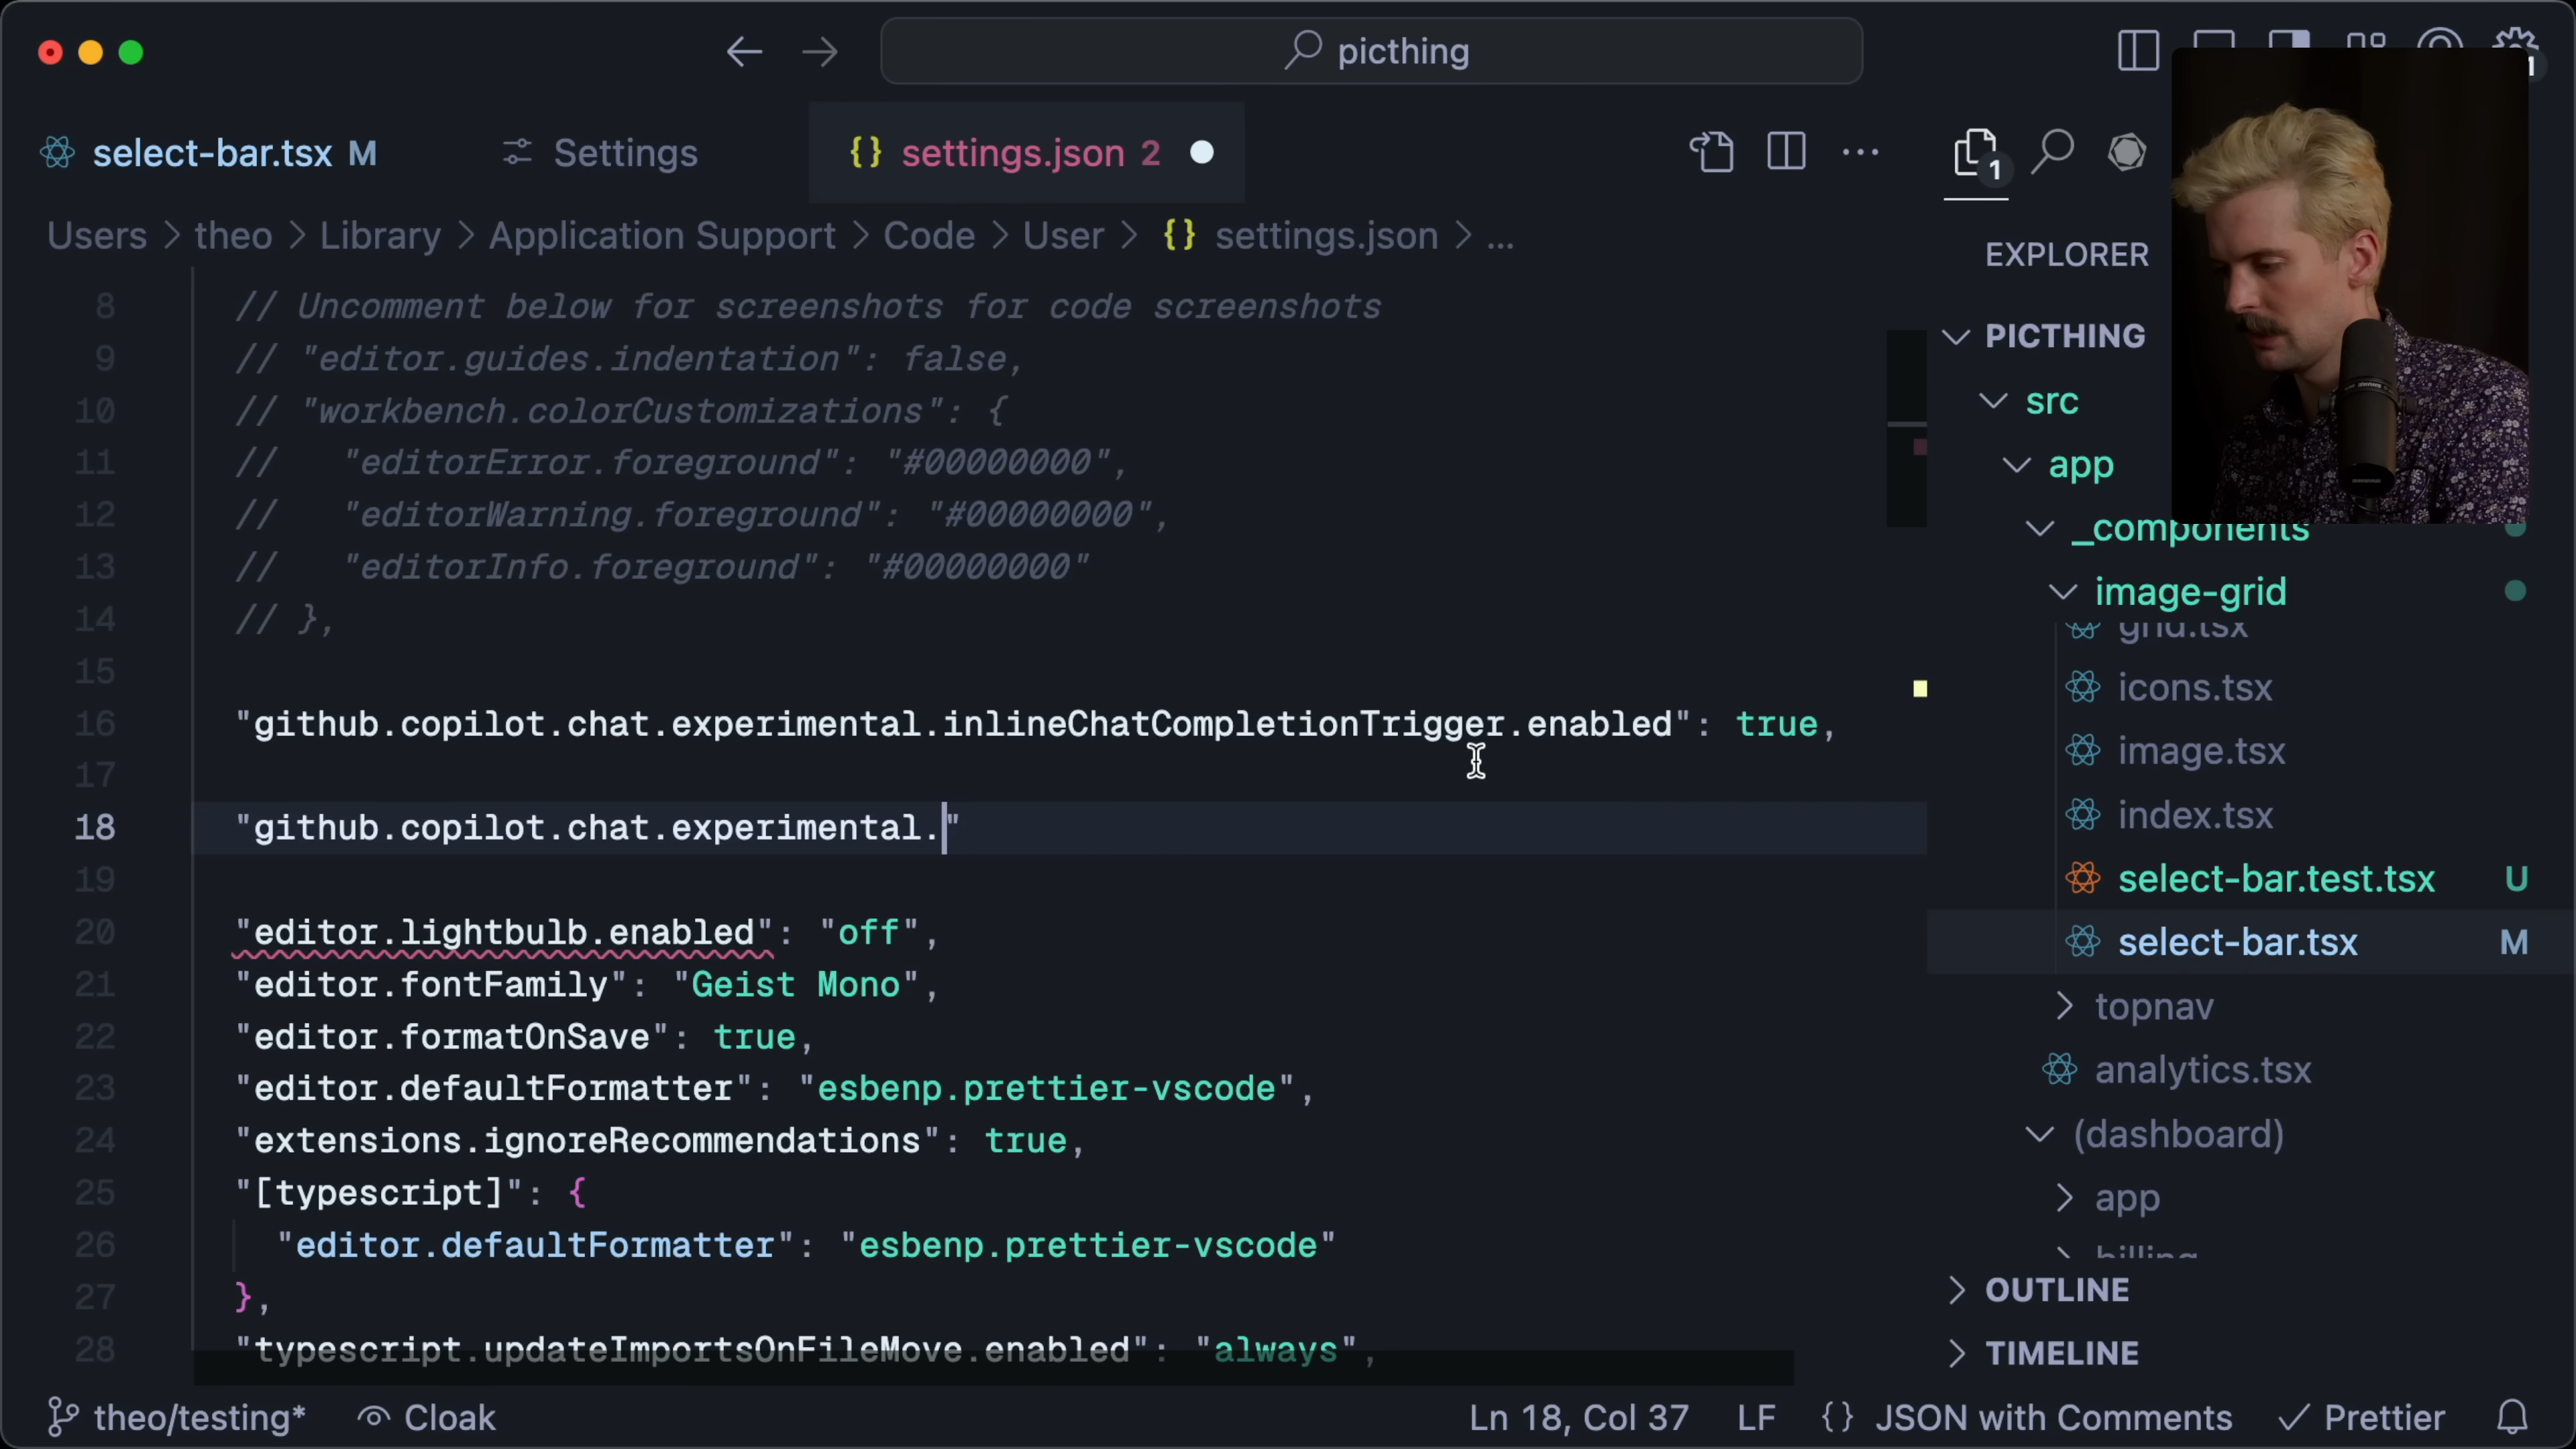 picthing
1
select-bar.tsx M
Settings
{} settings.json 2
1
Users > theo > Library > Application Support > Code > User > {} settings.json > ...
EXPLORER
PICTHING
src
app
_components
image-grid
grid.tsx
icons.tsx
image.tsx
index.tsx
select-bar.test.tsx U
select-bar.tsx M
topnav
analytics.tsx
(dashboard)
app
billing
OUTLINE
TIMELINE
8 // Uncomment below for screenshots for code screenshots
9 // "editor.guides.indentation": false,
10 // "workbench.colorCustomizations": {
11 //   "editorError.foreground": "#00000000",
12 //   "editorWarning.foreground": "#00000000",
13 //   "editorInfo.foreground": "#00000000"
14 // },
15
16 "github.copilot.chat.experimental.inlineChatCompletionTrigger.enabled": true,
17
18 "github.copilot.chat.experimental."
19
20 "editor.lightbulb.enabled": "off",
21 "editor.fontFamily": "Geist Mono",
22 "editor.formatOnSave": true,
23 "editor.defaultFormatter": "esbenp.prettier-vscode",
24 "extensions.ignoreRecommendations": true,
25 "[typescript]": {
26   "editor.defaultFormatter": "esbenp.prettier-vscode"
27 },
28 "typescript.updateImportsOnFileMove.enabled": "always",
theo/testing* Cloak Ln 18, Col 37 LF {} JSON with Comments Prettier